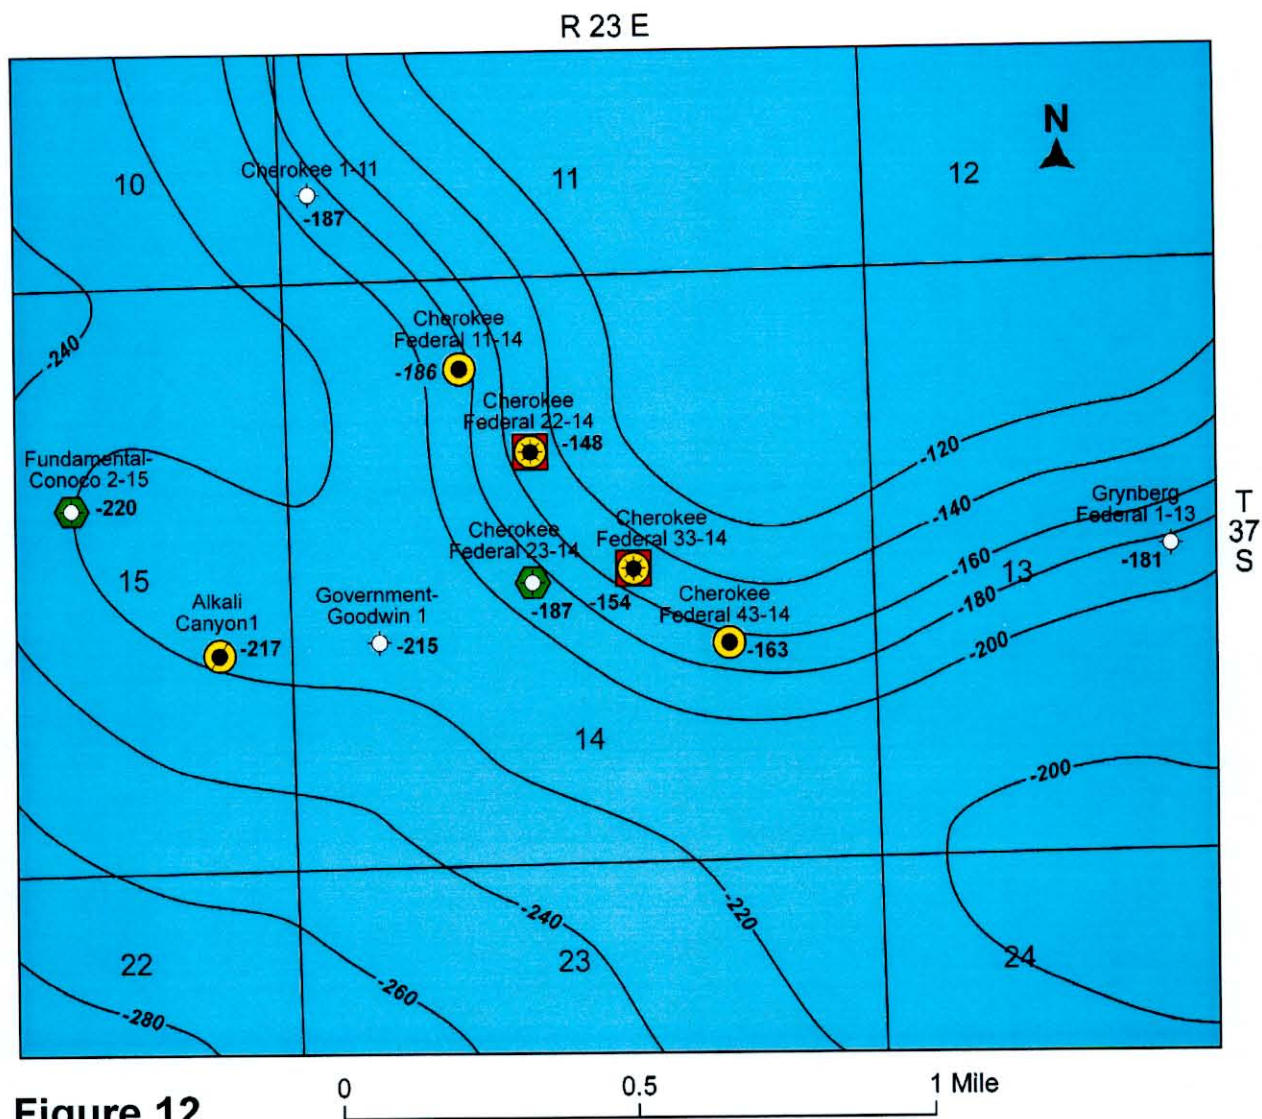 R 23 E
N
10
Cherokee 1-11
-187
11
12
-240
Cherokee
Federal 11-14
-186
Cherokee
Federal 22-14
-148
-120
Fundamental-
Conoco 2-15
-220
Cherokee
Federal 33-14
-154
-140
Grynberg
Federal 1-13
-181
T
37
S
Cherokee
Federal 23-14
-187
-160
13
-180
15
Alkali
Canyon1
-217
Government-
Goodwin 1
-215
Cherokee
Federal 43-14
-163
-200
14
-200
-220
-240
22
23
24
-260
-280
0
0.5
1 Mile
Figure 12